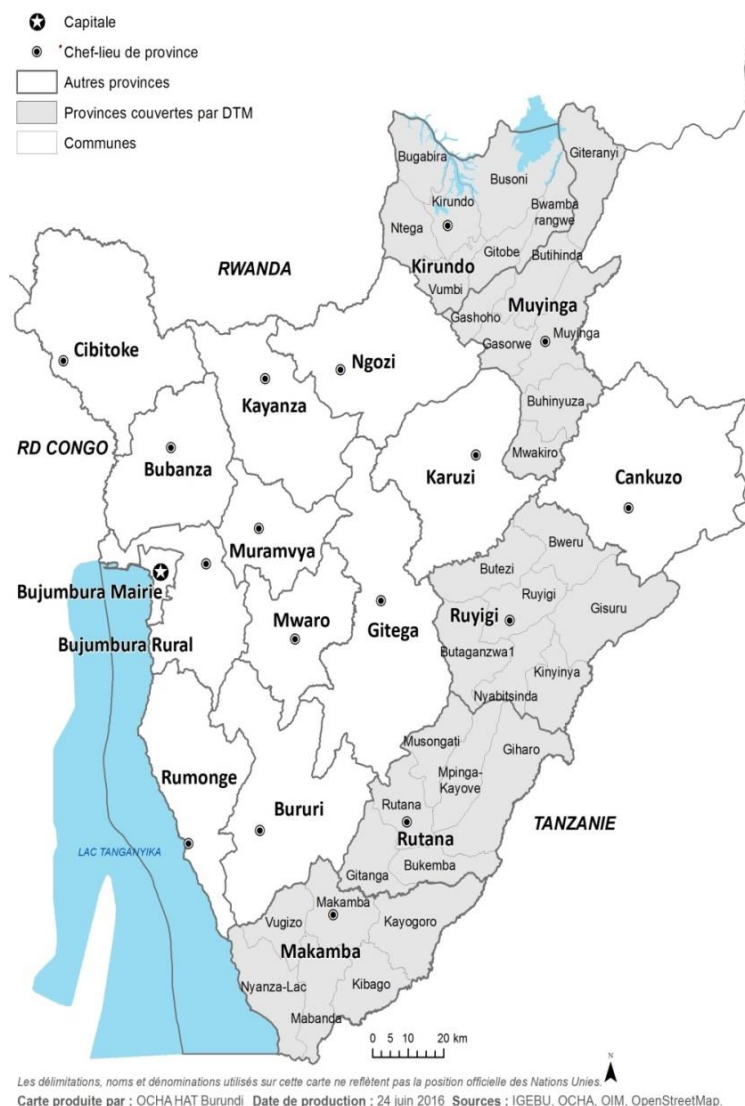 Capitale
*Chef-lieu de province
Autres provinces
Provinces couvertes par DTM
Communes
Giteranyi
Bugabira
Busoni
Kirundo
Bwamba
rangwe
Ntega
Gitobe
Butihinda
RWANDA
Kirundo
Vumbi
Muyinga
Gashoho
Muyinga
Gasorwe
Cibitoke
Ngozi
Kayanza
Buhinyuza
RD CONGO
Bubanza
Karuzi
Mwakiro
Cankuzo
Muramvya
Bweru
Butezi
Bujumbura Mairie
Ruyigi
Mwaro
Gitega
Ruyigi
Gisuru
Bujumbura Rural
Butaganzwa1
Kinyinya
Nyabitsinda
Musongati
Giharo
Rumonge
Mpinga-
Kayove
Bururi
Rutana
TANZANIE
Rutana
LAC TANGANYIKA
Bukemba
Gitanga
Makamba
Vugizo
Kayogoro
Makamba
Nyanza-Lac
Kibago
Mabanda
0 5 10 20 km
N
Les délimitations, noms et dénominations utilisés sur cette carte ne reflètent pas la position officielle des Nations Unies.
Carte produite par : OCHA HAT Burundi Date de production : 24 juin 2016 Sources : IGEBU, OCHA, OIM, OpenStreetMap.